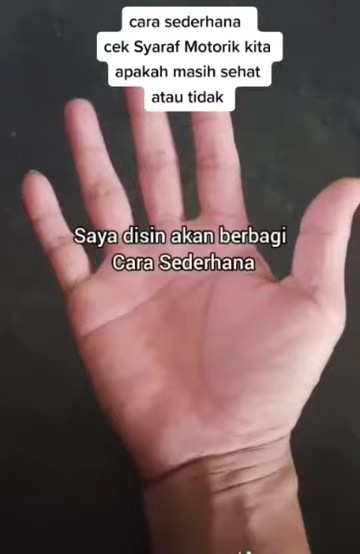 cara sederhana
cek Syaraf Motorik kita
apakah masih sehat
atau tidak
Saya disin akan berbagi
Cara Sederhana